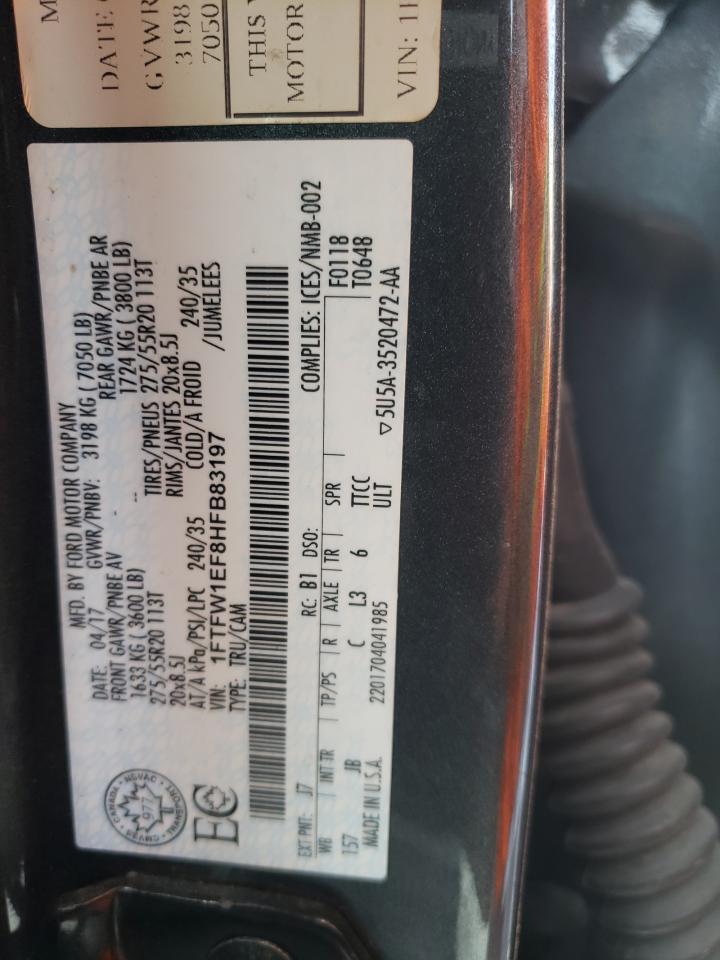 DATE
GVWR
3198
7050
THIS
MOTOR
VIN:
MFD. BY FORD MOTOR COMPANY
DATE: 04/17 GVWR/PNBV: 3198 KG ( 7050 LB)
FRONT GAWR/PNBE AV REAR GAWR/PNBE AR
1633 KG ( 3600 LB) -- 1724 KG ( 3800 LB)
275/55R20 113T TIRES/PNEUS 275/55R20 113T
20x8.5J RIMS/JANTES 20x8.5J
AT/A kPa/PSI/LPC 240/35 COLD/A FROID 240/35
VIN: 1FTFW1EF8HFB83197 /JUMELEES
TYPE: TRU/CAM
CANADA NSVAC
977
TRANSPORT
EC
EXT PNT: J7 RC: B1 DSO: COMPLIES: ICES/NMB-002
WB INT TR TP/PS R AXLE TR SPR F0118
157 JB C L3 6 TTCC T0648
ULT
MADE IN U.S.A. 2201704041985 ▽5U5A-3520472-AA